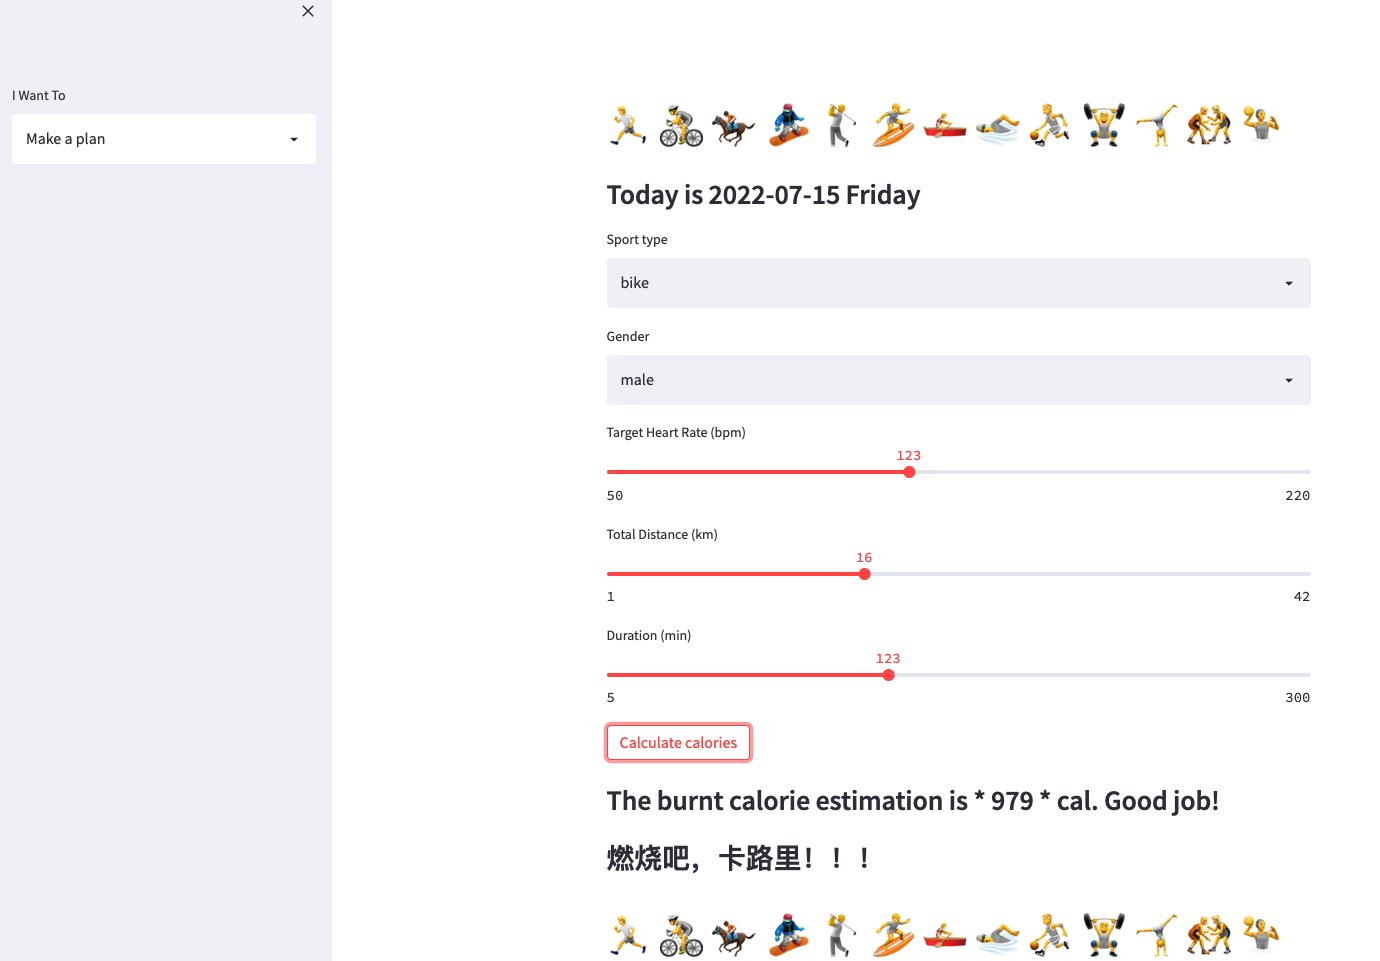 I Want To
Make a plan
Today is 2022-07-15 Friday
Sport type
bike
Gender
male
Target Heart Rate (bpm)
123
50 220
Total Distance (km)
16
1 42
Duration (min)
123
5 300
Calculate calories
The burnt calorie estimation is * 979 * cal. Good job!
燃烧吧，卡路里！！！